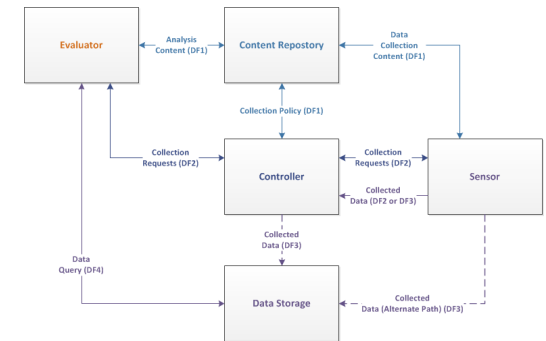 Evaluator
Analysis
Content (DF1)
Content Repostory
Data
Collection
Content (DF1)
Collection Policy (DF1)
Collection
Requests (DF2)
Controller
Collection
Requests (DF2)
Sensor
Collected
Data (DF2 or DF3)
Collected
Data (DF3)
Data
Query (DF4)
Data Storage
Collected
Data (Alternate Path) (DF3)